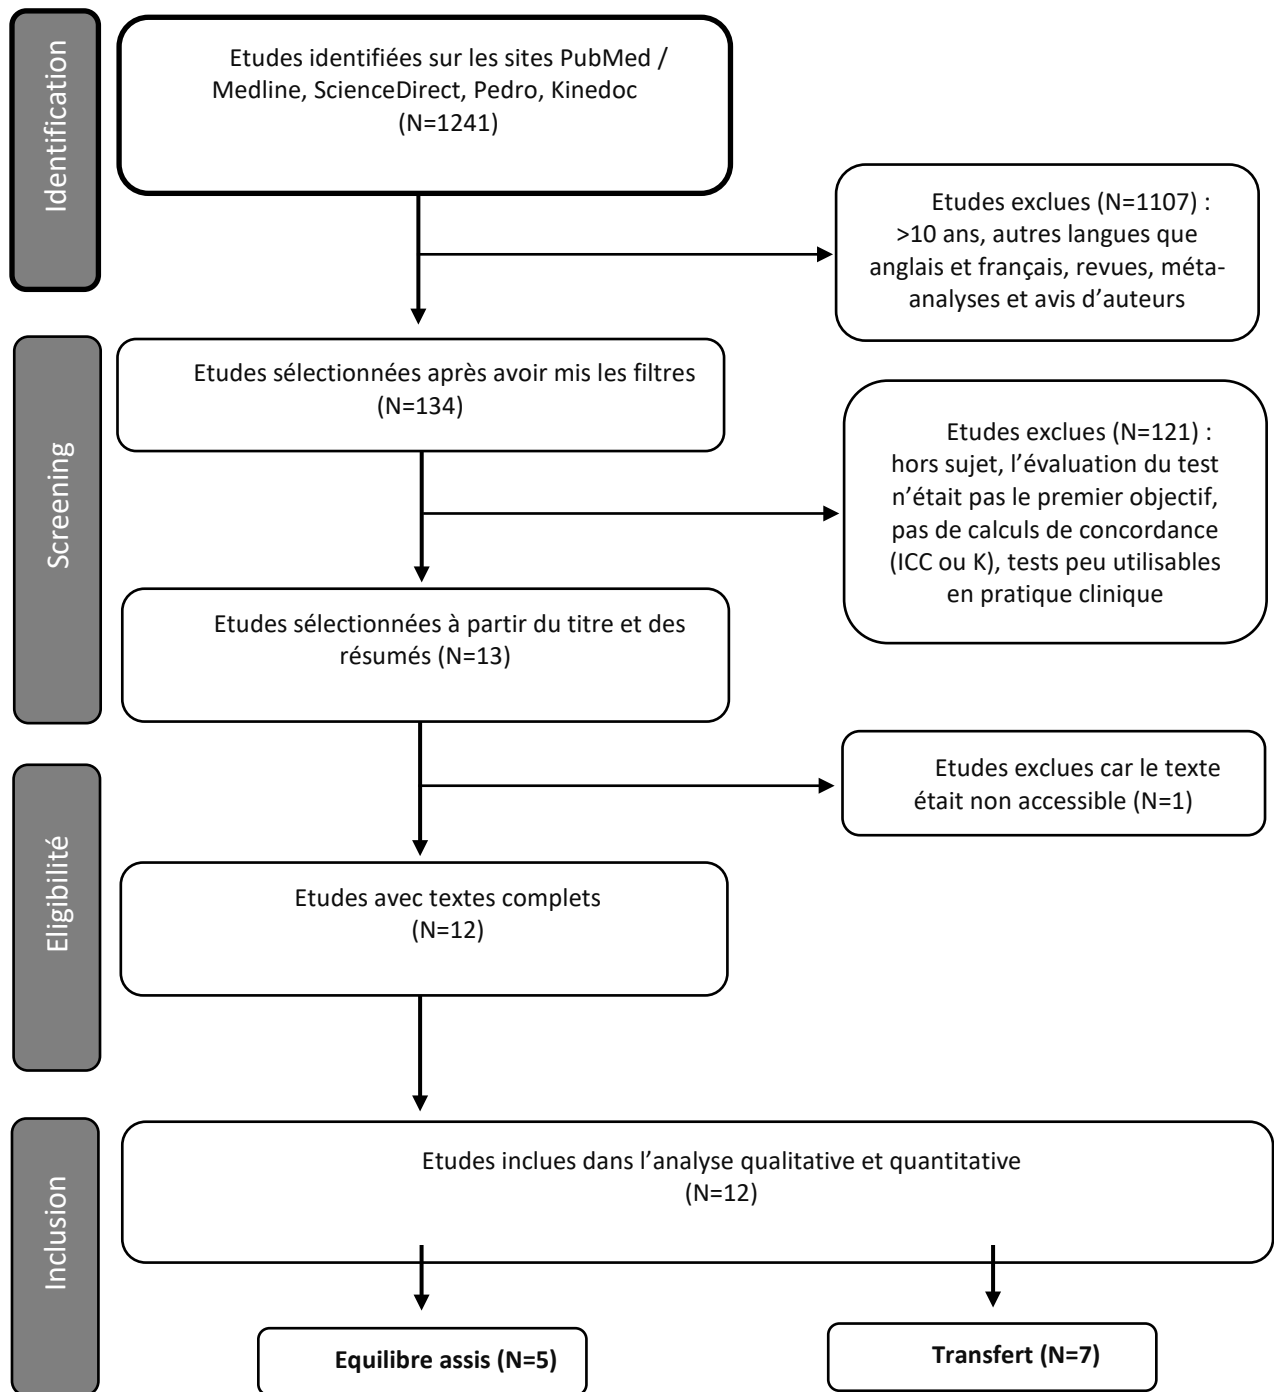 Identification
Etudes identifiées sur les sites PubMed /
Medline, ScienceDirect, Pedro, Kinedoc
(N=1241)
Etudes exclues (N=1107) :
>10 ans, autres langues que
anglais et français, revues, méta-
analyses et avis d’auteurs
Screening
Etudes sélectionnées après avoir mis les filtres
(N=134)
Etudes exclues (N=121) :
hors sujet, l’évaluation du test
n’était pas le premier objectif,
pas de calculs de concordance
(ICC ou K), tests peu utilisables
en pratique clinique
Etudes sélectionnées à partir du titre et des
résumés (N=13)
Eligibilité
Etudes exclues car le texte
était non accessible (N=1)
Etudes avec textes complets
(N=12)
Inclusion
Etudes inclues dans l’analyse qualitative et quantitative
(N=12)
Equilibre assis (N=5)
Transfert (N=7)